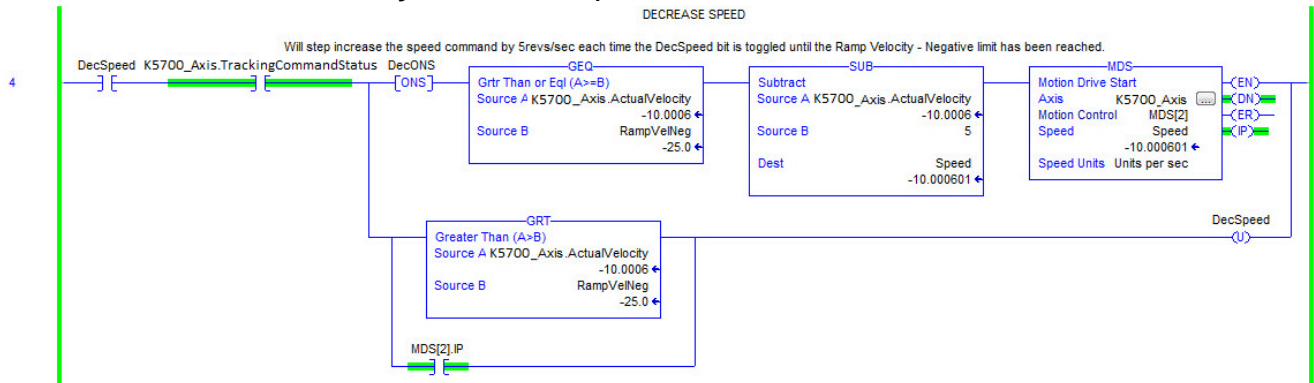 DECREASE SPEED
Will step increase the speed command by 5revs/sec each time the DecSpeed bit is toggled until the Ramp Velocity - Negative limit has been reached.
4
DecSpeed K5700_Axis.TrackingCommandStatus DecONS
ONS
GEQ
Grtr Than or Eql (A>=B)
Source A K5700_Axis.ActualVelocity
-10.0006
Source B RampVelNeg
-25.0
SUB
Subtract
Source A K5700_Axis.ActualVelocity
-10.0006
Source B 5
Dest Speed
-10.000601
MDS
Motion Drive Start
Axis K5700_Axis ...
Motion Control MDS[2]
Speed Speed
-10.000601
Speed Units Units per sec
EN
DN
ER
IP
GRT
Greater Than (A>B)
Source A K5700_Axis.ActualVelocity
-10.0006
Source B RampVelNeg
-25.0
DecSpeed
U
MDS[2].IP